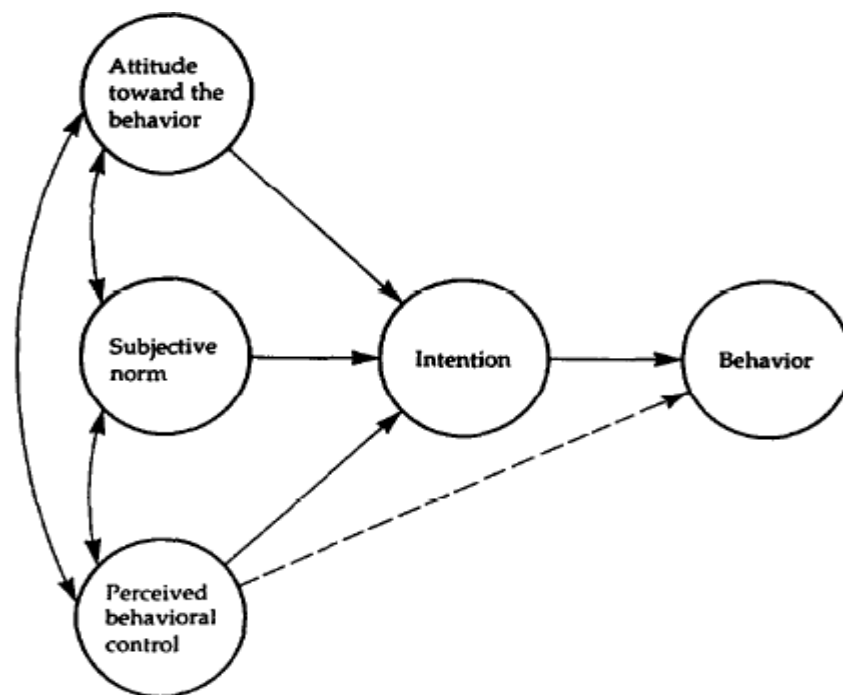 Attitude
toward the
behavior
Subjective
norm
Intention
Behavior
Perceived
behavioral
control